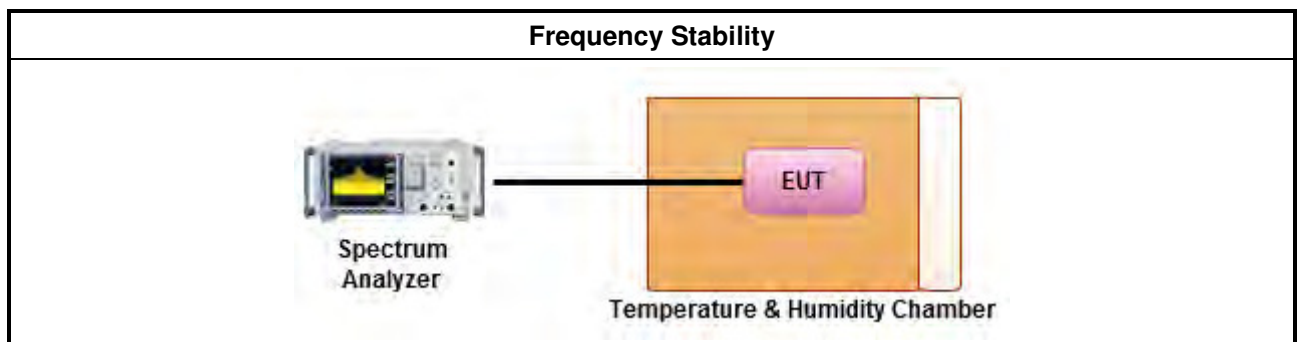 Frequency Stability
EUT
Spectrum
Analyzer
Temperature & Humidity Chamber